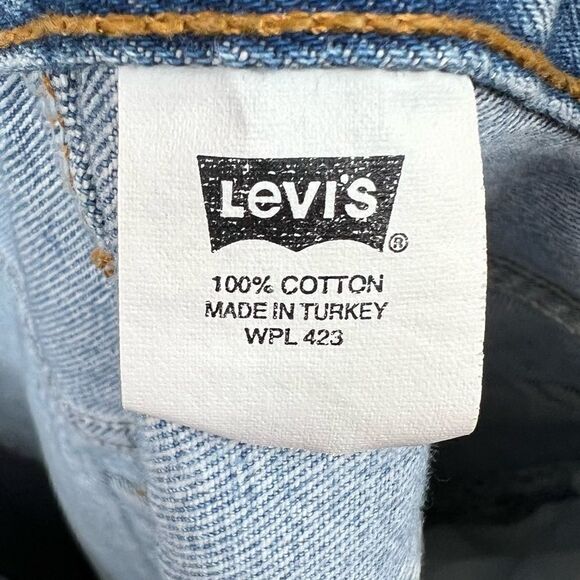 Levi's ®
100% COTTON
MADE IN TURKEY
WPL 423